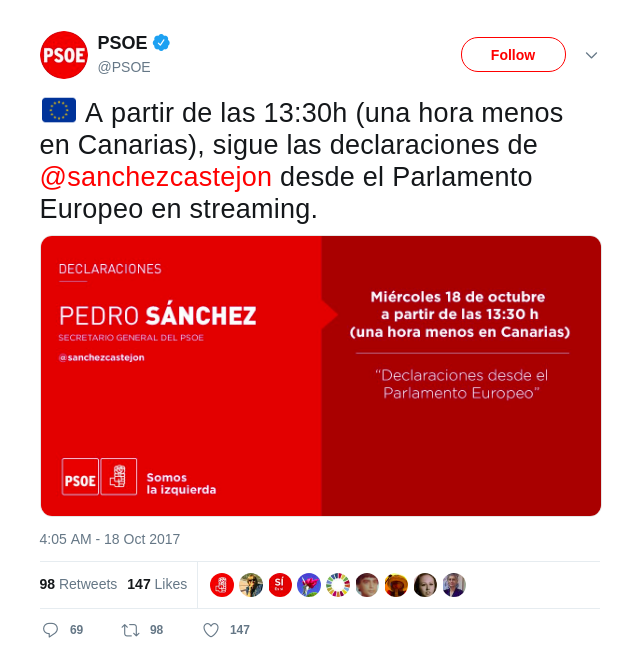 PSOE
PSOE
@PSOE
Follow
A partir de las 13:30h (una hora menos
en Canarias), sigue las declaraciones de
@sanchezcastejon desde el Parlamento
Europeo en streaming.
DECLARACIONES
PEDRO SÁNCHEZ
SECRETARIO GENERAL DEL PSOE
@sanchezcastejon
PSOE
Somos
la izquierda
Miércoles 18 de octubre
a partir de las 13:30 h
(una hora menos en Canarias)
“Declaraciones desde el
Parlamento Europeo”
4:05 AM - 18 Oct 2017
98 Retweets 147 Likes
SÍ
69 98 147